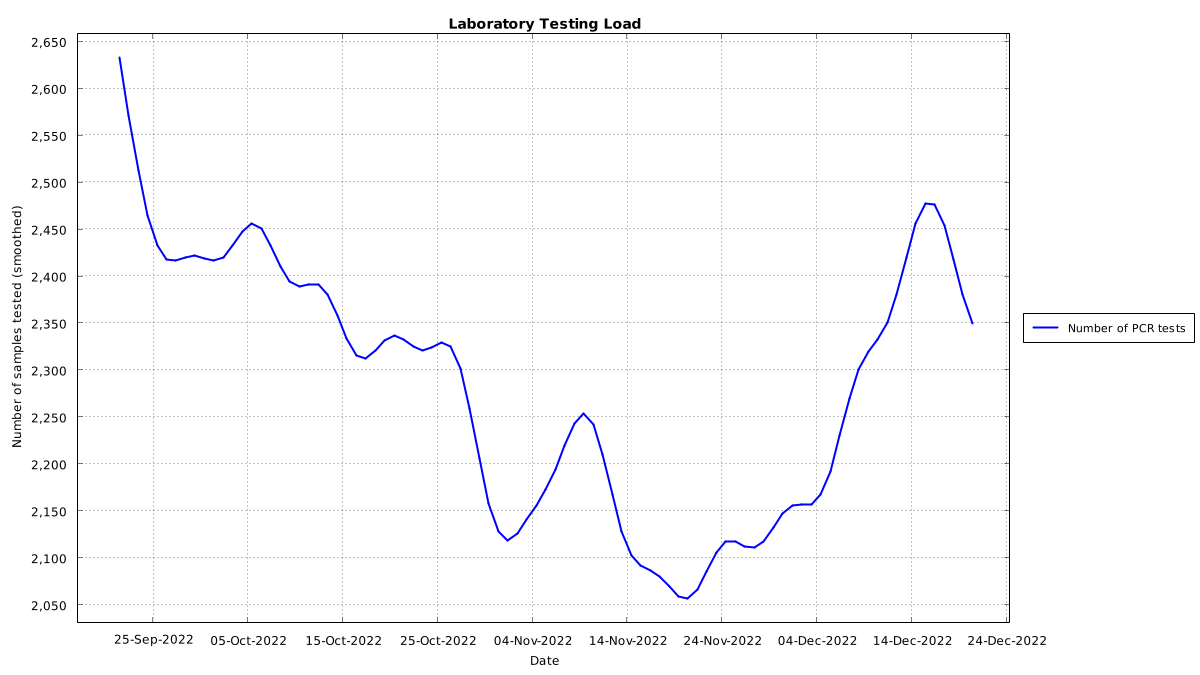 Laboratory Testing Load
2,650
2,600
2,550
2,500
2,450
2,400
2,350
2,300
2,250
2,200
2,150
2,100
2,050
Number of samples tested (smoothed)
25-Sep-2022 05-Oct-2022 15-Oct-2022 25-Oct-2022 04-Nov-2022 14-Nov-2022 24-Nov-2022 04-Dec-2022 14-Dec-2022 24-Dec-2022
Date
Number of PCR tests